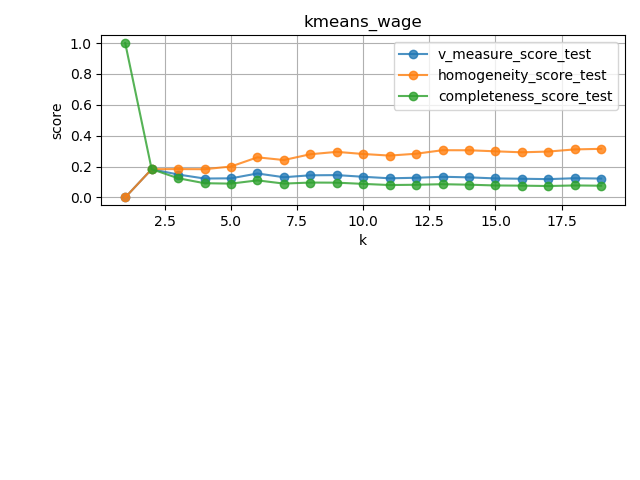 kmeans_wage
1.0
0.8
0.6
0.4
0.2
0.0
score
v_measure_score_test
homogeneity_score_test
completeness_score_test
2.5 5.0 7.5 10.0 12.5 15.0 17.5
k